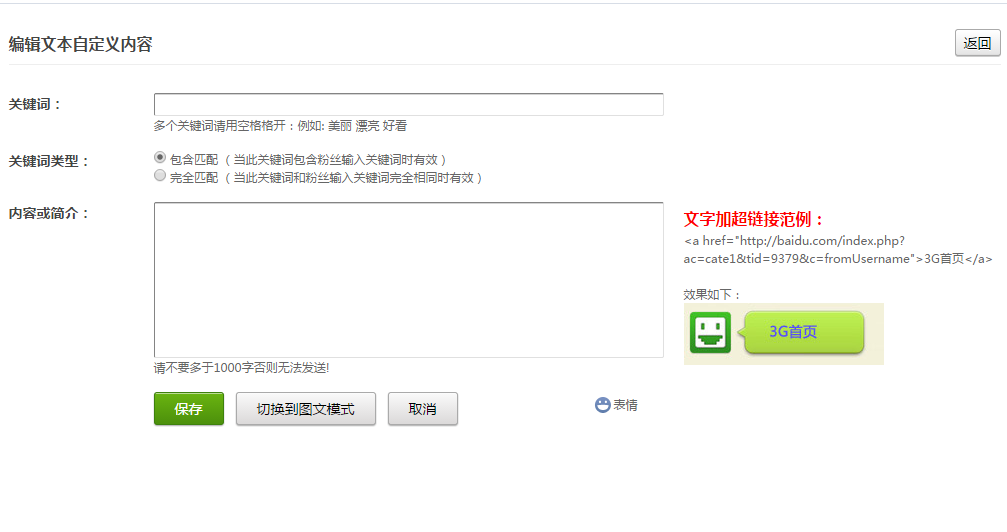 编辑文本自定义内容
返回
关键词：
多个关键词请用空格格开：例如: 美丽 漂亮 好看
关键词类型：
包含匹配 （当此关键词包含粉丝输入关键词时有效）
完全匹配 （当此关键词和粉丝输入关键词完全相同时有效）
内容或简介：
文字加超链接范例：
<a href="http://baidu.com/index.php?
ac=cate1&tid=9379&c=fromUsername">3G首页</a>
效果如下：
3G首页
请不要多于1000字否则无法发送!
保存
切换到图文模式
取消
表情